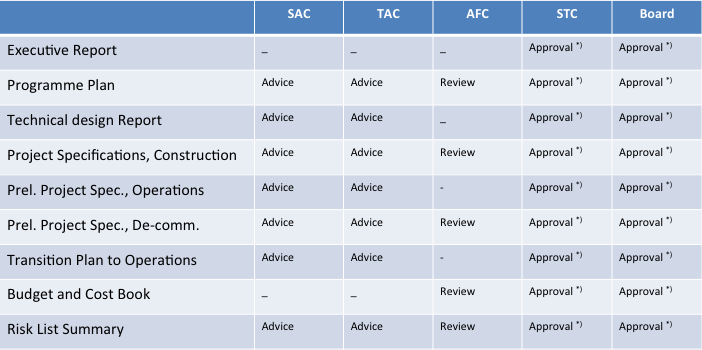 SAC TAC AFC STC Board
Executive Report _ _ _ Approval *) Approval *)
Programme Plan Advice Advice Review Approval *) Approval *)
Technical design Report Advice Advice _ Approval *) Approval *)
Project Specifications, Construction Advice Advice Review Approval *) Approval *)
Prel. Project Spec., Operations Advice Advice - Approval *) Approval *)
Prel. Project Spec., De-comm. Advice Advice Review Approval *) Approval *)
Transition Plan to Operations Advice Advice - Approval *) Approval *)
Budget and Cost Book _ _ Review Approval *) Approval *)
Risk List Summary Advice Advice Review Approval *) Approval *)